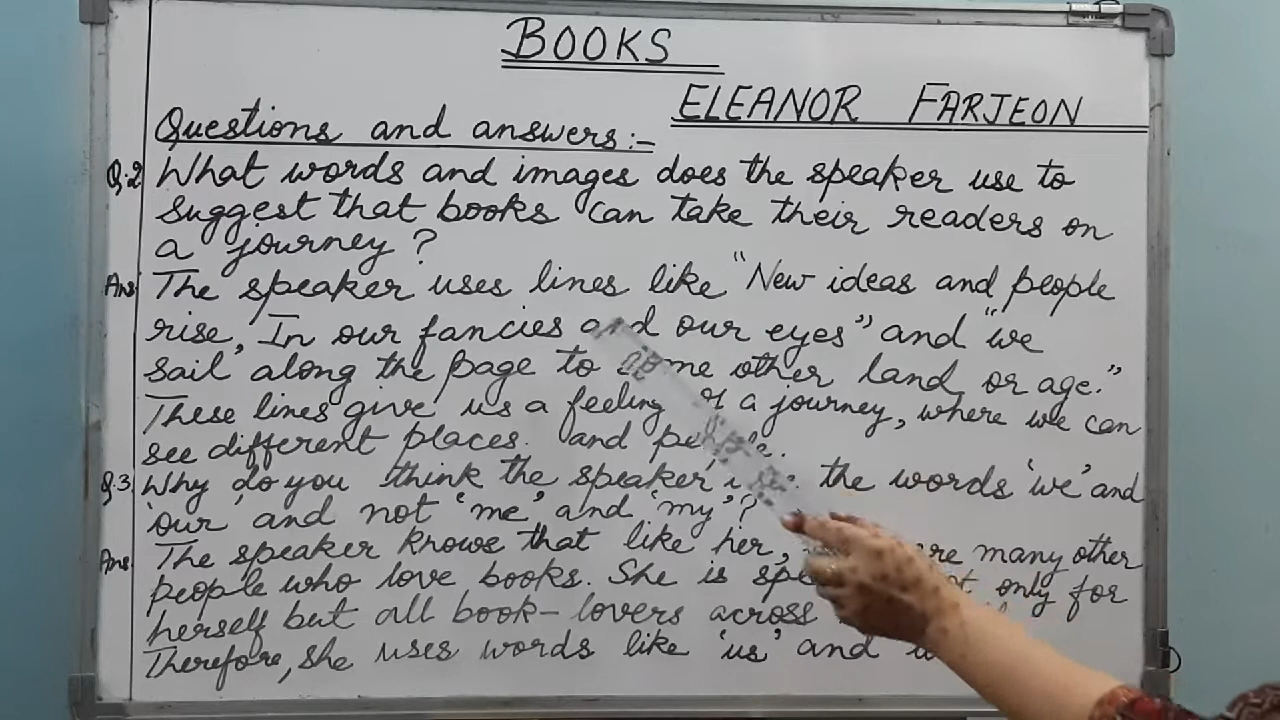 BOOKS
ELEANOR FARJEON
Questions and answers:-
Q.2 What words and images does the speaker use to
suggest that books can take their readers on
a journey?
Ans. The speaker uses lines like "New ideas and people
rise, In our fancies and our eyes" and "we
sail along the page to some other land or age."
These lines give us a feeling of a journey, where we can
see different places. and people.
Q.3. Why do you think the speaker the words 'we' and
'our' and not 'me' and 'my'?
Ans. The speaker knows that like her, are many other
people who love books. She is only for
herself but all book-lovers across
Therefore, she uses words like 'us' and